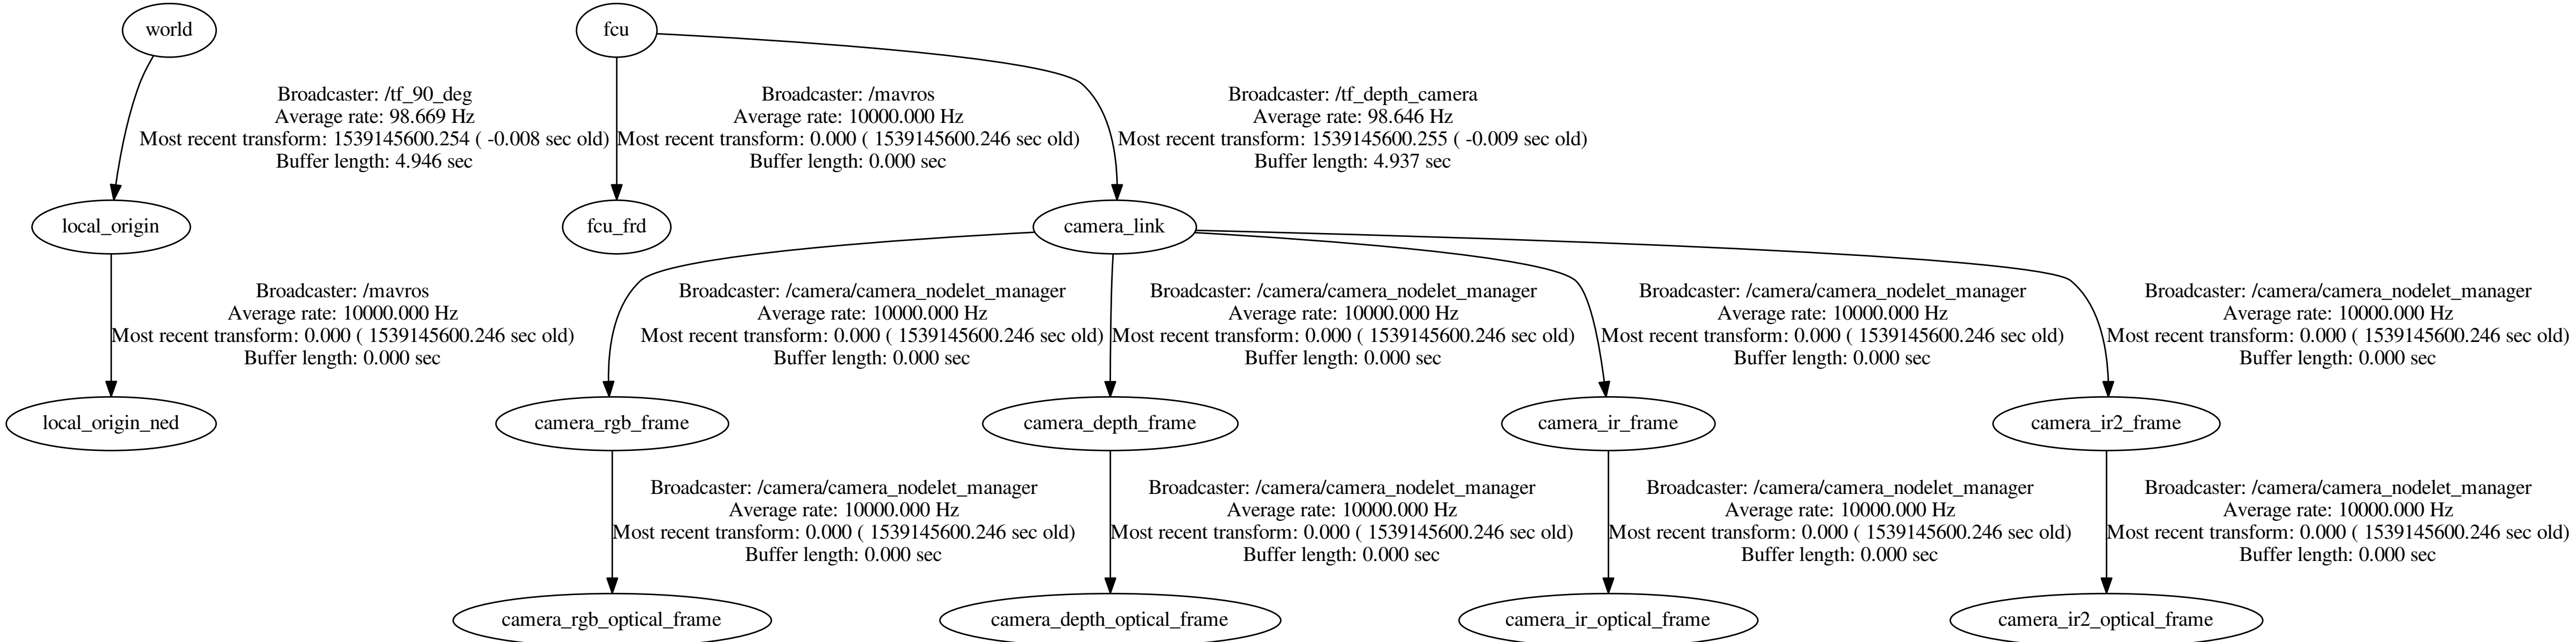 world
fcu
Broadcaster: /tf_90_deg
Average rate: 98.669 Hz
Most recent transform: 1539145600.254 ( -0.008 sec old)
Buffer length: 4.946 sec
Broadcaster: /mavros
Average rate: 10000.000 Hz
Most recent transform: 0.000 ( 1539145600.246 sec old)
Buffer length: 0.000 sec
Broadcaster: /tf_depth_camera
Average rate: 98.646 Hz
Most recent transform: 1539145600.255 ( -0.009 sec old)
Buffer length: 4.937 sec
local_origin
fcu_frd
camera_link
Broadcaster: /mavros
Average rate: 10000.000 Hz
Most recent transform: 0.000 ( 1539145600.246 sec old)
Buffer length: 0.000 sec
Broadcaster: /camera/camera_nodelet_manager
Average rate: 10000.000 Hz
Most recent transform: 0.000 ( 1539145600.246 sec old)
Buffer length: 0.000 sec
Broadcaster: /camera/camera_nodelet_manager
Average rate: 10000.000 Hz
Most recent transform: 0.000 ( 1539145600.246 sec old)
Buffer length: 0.000 sec
Broadcaster: /camera/camera_nodelet_manager
Average rate: 10000.000 Hz
Most recent transform: 0.000 ( 1539145600.246 sec old)
Buffer length: 0.000 sec
Broadcaster: /camera/camera_nodelet_manager
Average rate: 10000.000 Hz
Most recent transform: 0.000 ( 1539145600.246 sec old)
Buffer length: 0.000 sec
local_origin_ned
camera_rgb_frame
camera_depth_frame
camera_ir_frame
camera_ir2_frame
Broadcaster: /camera/camera_nodelet_manager
Average rate: 10000.000 Hz
Most recent transform: 0.000 ( 1539145600.246 sec old)
Buffer length: 0.000 sec
Broadcaster: /camera/camera_nodelet_manager
Average rate: 10000.000 Hz
Most recent transform: 0.000 ( 1539145600.246 sec old)
Buffer length: 0.000 sec
Broadcaster: /camera/camera_nodelet_manager
Average rate: 10000.000 Hz
Most recent transform: 0.000 ( 1539145600.246 sec old)
Buffer length: 0.000 sec
Broadcaster: /camera/camera_nodelet_manager
Average rate: 10000.000 Hz
Most recent transform: 0.000 ( 1539145600.246 sec old)
Buffer length: 0.000 sec
camera_rgb_optical_frame
camera_depth_optical_frame
camera_ir_optical_frame
camera_ir2_optical_frame